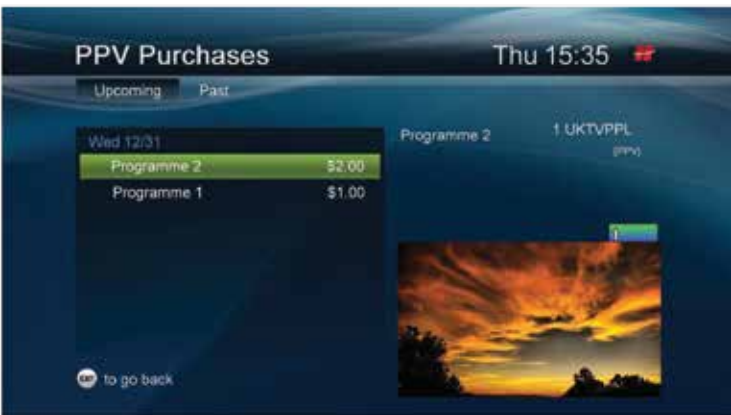 PPV Purchases
Thu 15:35
Upcoming Past
Wed 12/31
Programme 2 $2.00
Programme 1 $1.00
EXIT to go back
Programme 2 1 UKTVPPL
(PPV)